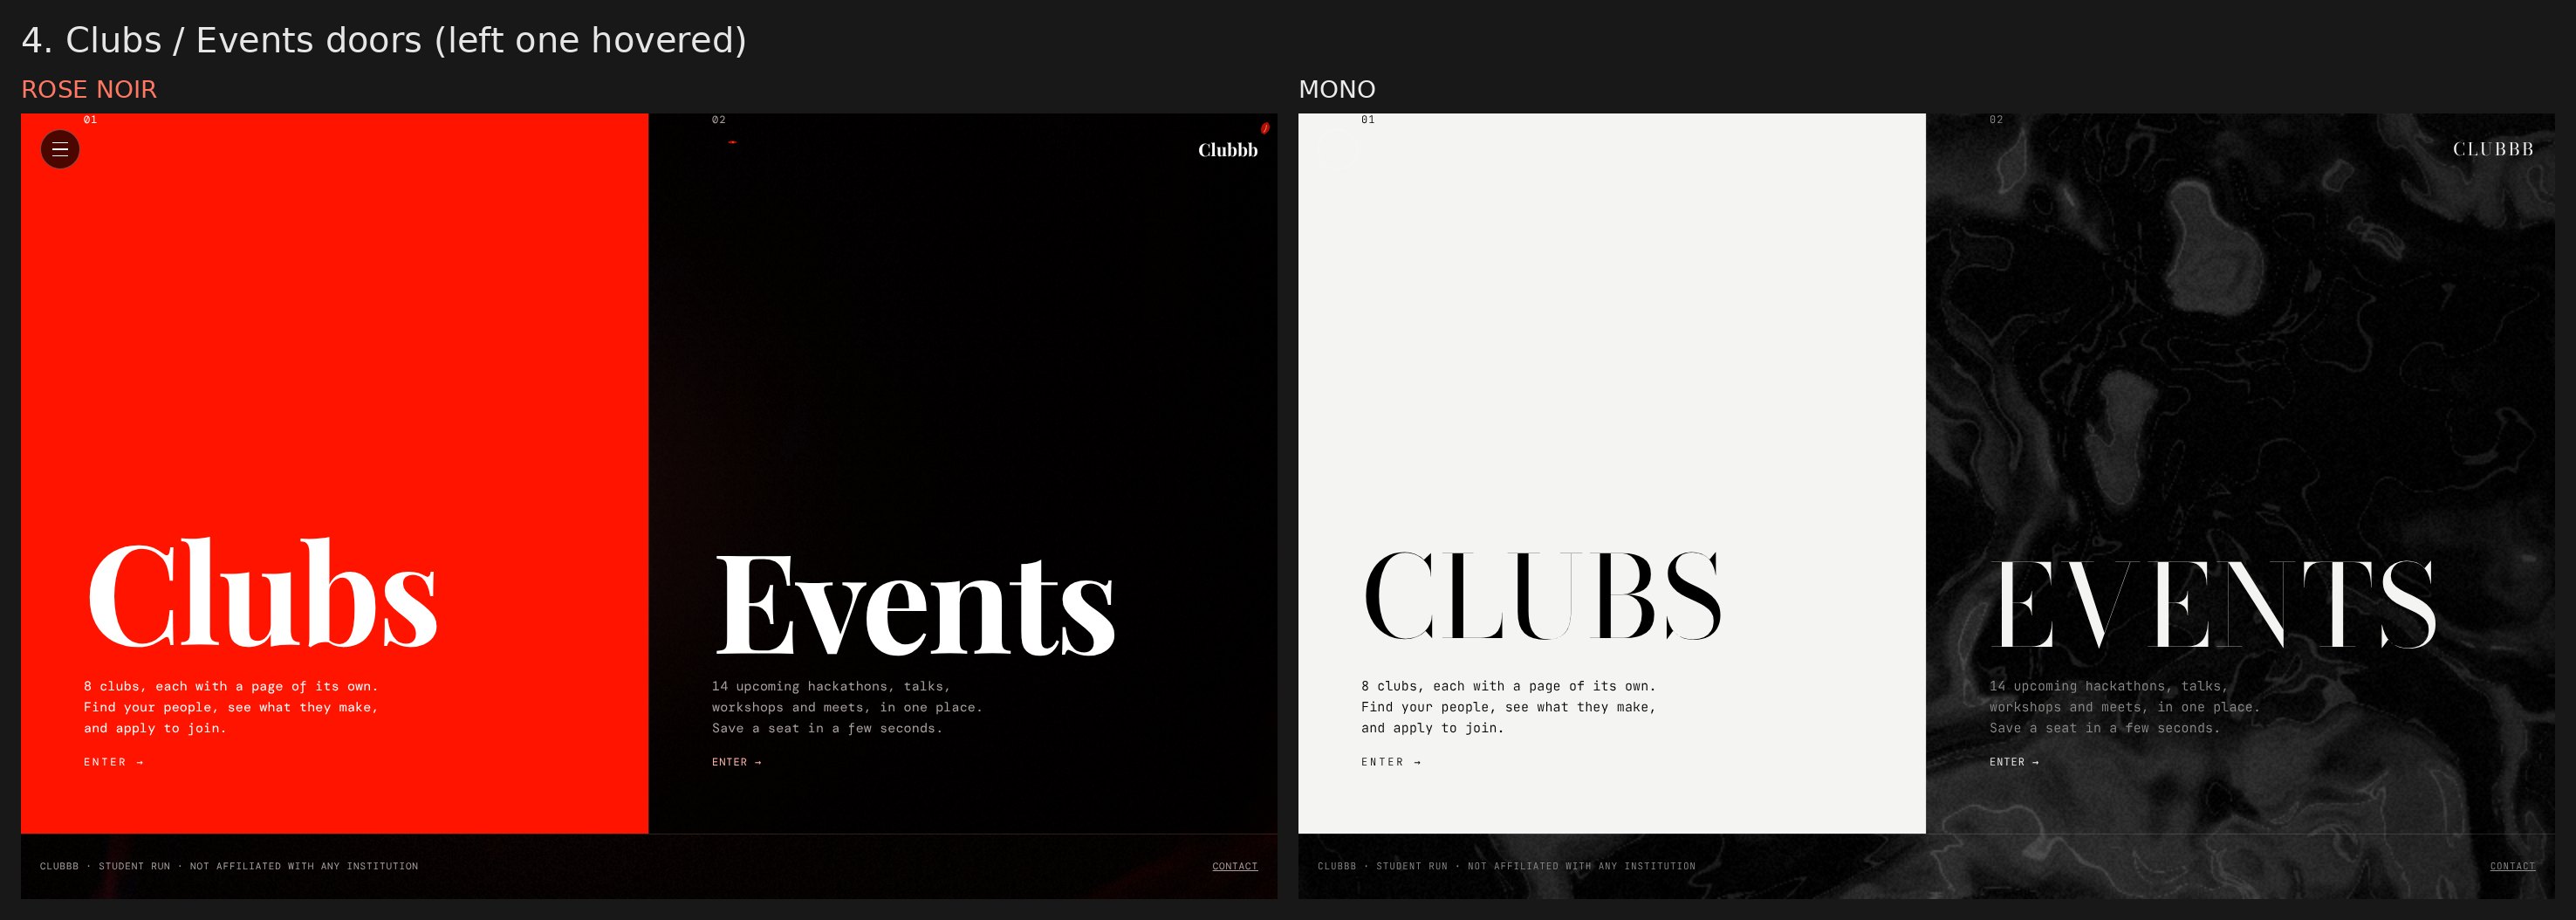 4. Clubs / Events doors (left one hovered)
ROSE NOIR
01
02
Clubbb
Clubs
8 clubs, each with a page of its own.
Find your people, see what they make,
and apply to join.
ENTER →
Events
14 upcoming hackathons, talks,
workshops and meets, in one place.
Save a seat in a few seconds.
ENTER →
CLUBBB · STUDENT RUN · NOT AFFILIATED WITH ANY INSTITUTION
CONTACT
MONO
01
02
CLUBBB
CLUBS
8 clubs, each with a page of its own.
Find your people, see what they make,
and apply to join.
ENTER →
EVENTS
14 upcoming hackathons, talks,
workshops and meets, in one place.
Save a seat in a few seconds.
ENTER →
CLUBBB · STUDENT RUN · NOT AFFILIATED WITH ANY INSTITUTION
CONTACT